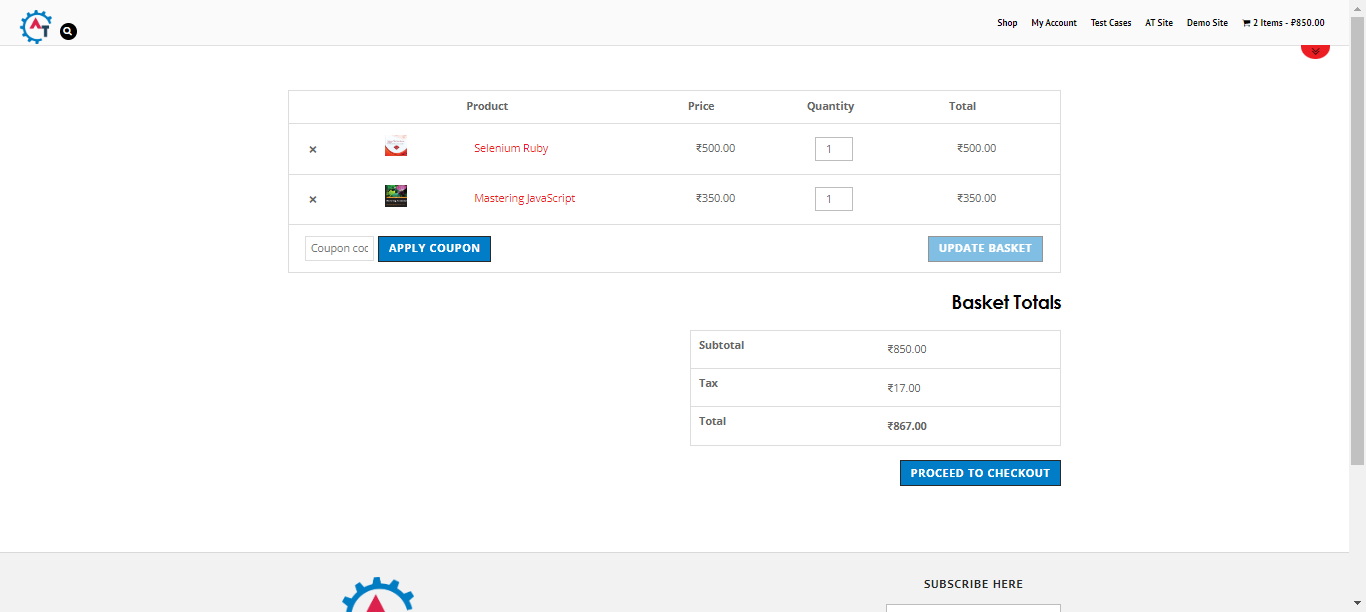 AT
Shop My Account Test Cases AT Site Demo Site 2 Items - ₹850.00
Product Price Quantity Total
× Selenium Ruby ₹500.00 1 ₹500.00
× Mastering JavaScript ₹350.00 1 ₹350.00
Coupon coc APPLY COUPON UPDATE BASKET
Basket Totals
Subtotal ₹850.00
Tax ₹17.00
Total ₹867.00
PROCEED TO CHECKOUT
SUBSCRIBE HERE